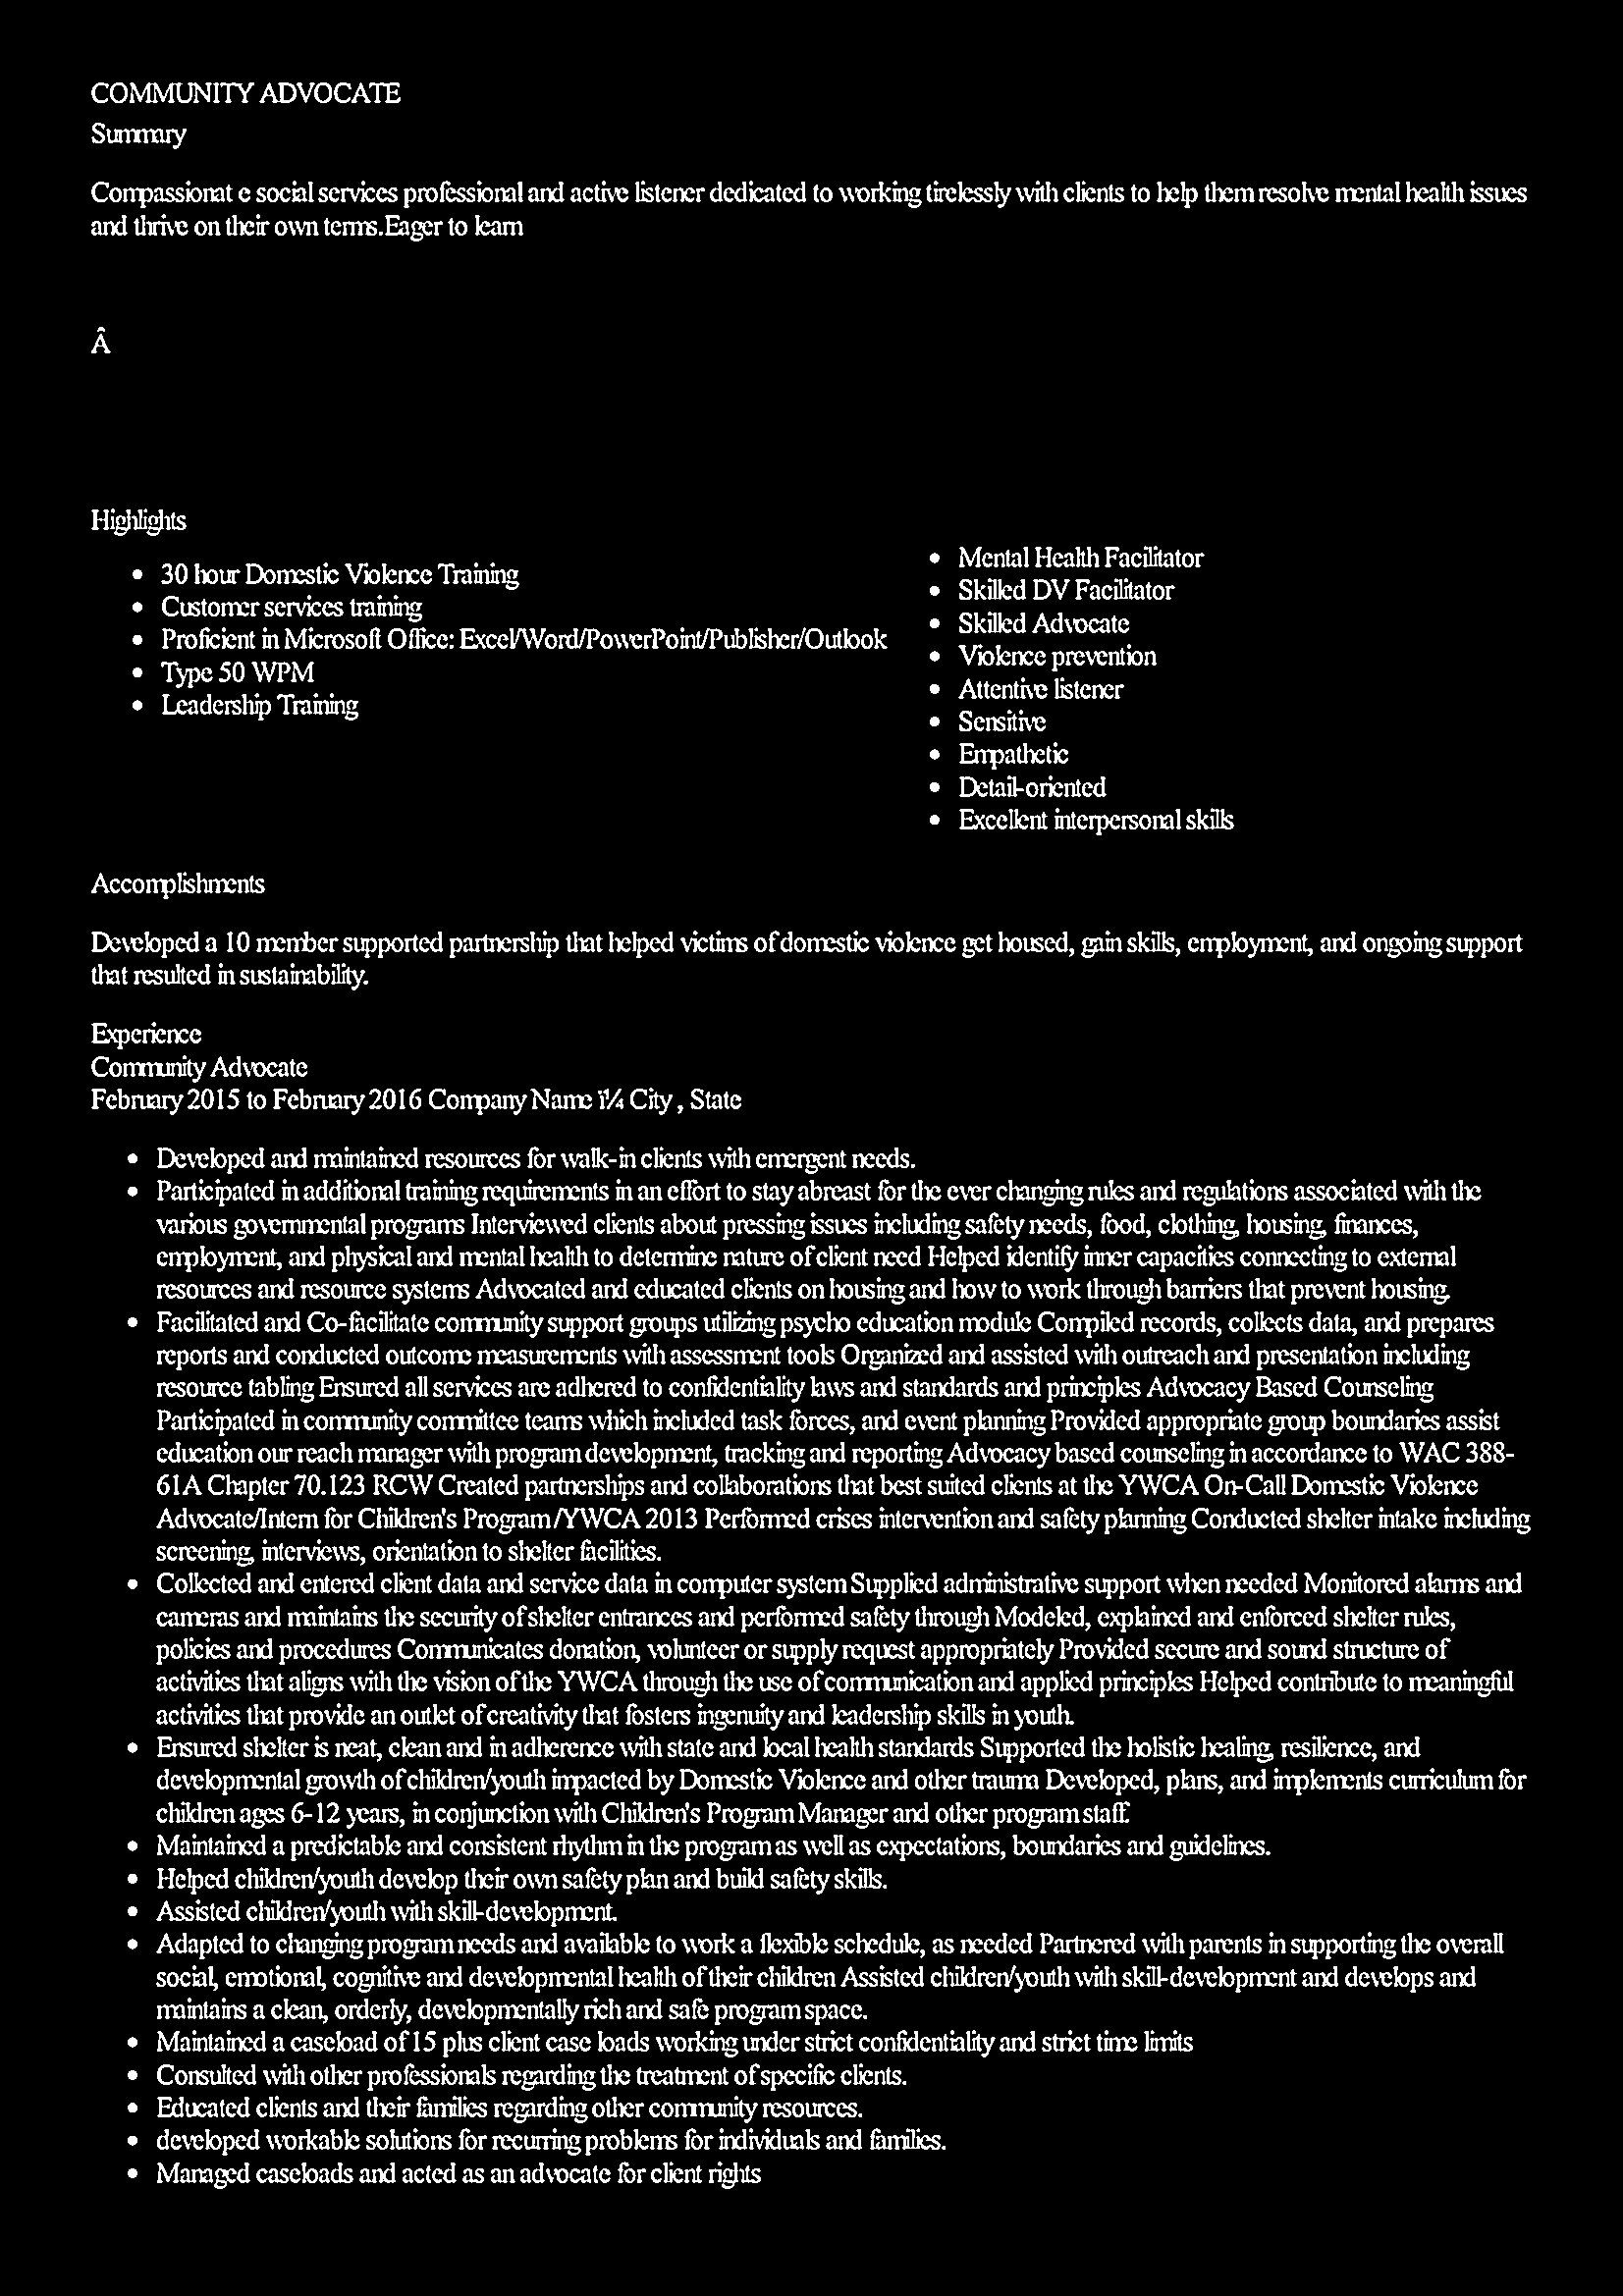 COMMUNITY ADVOCATE
Summary
Compassionat e social services professional and active listener dedicated to working tirelessly with clients to help them resolve mental health issues
and thrive on their own terms.Eager to learn
Â
Highlights
• 30 hour Domestic Violence Training
• Customer services training
• Proficient in Microsoft Office: Excel/Word/PowerPoint/Publisher/Outlook
• Type 50 WPM
• Leadership Training
• Mental Health Facilitator
• Skilled DV Facilitator
• Skilled Advocate
• Violence prevention
• Attentive listener
• Sensitive
• Empathetic
• Detail-oriented
• Excellent interpersonal skills
Accomplishments
Developed a 10 member supported partnership that helped victims of domestic violence get housed, gain skills, employment, and ongoing support
that resulted in sustainability.
Experience
Community Advocate
February 2015 to February 2016 Company Name ï¼ City , State
• Developed and maintained resources for walk-in clients with emergent needs.
• Participated in additional training requirements in an effort to stay abreast for the ever changing rules and regulations associated with the
various governmental programs Interviewed clients about pressing issues including safety needs, food, clothing, housing, finances,
employment, and physical and mental health to determine nature of client need Helped identify inner capacities connecting to external
resources and resource systems Advocated and educated clients on housing and how to work through barriers that prevent housing.
• Facilitated and Co-facilitate community support groups utilizing psycho education module Compiled records, collects data, and prepares
reports and conducted outcome measurements with assessment tools Organized and assisted with outreach and presentation including
resource tabling Ensured all services are adhered to confidentiality laws and standards and principles Advocacy Based Counseling
Participated in community committee teams which included task forces, and event planning Provided appropriate group boundaries assist
education our reach manager with program development, tracking and reporting Advocacy based counseling in accordance to WAC 388-
61A Chapter 70.123 RCW Created partnerships and collaborations that best suited clients at the YWCA On-Call Domestic Violence
Advocate/Intern for Children's Program /YWCA 2013 Performed crises intervention and safety planning Conducted shelter intake including
screening, interviews, orientation to shelter facilities.
• Collected and entered client data and service data in computer system Supplied administrative support when needed Monitored alarms and
cameras and maintains the security of shelter entrances and performed safety through Modeled, explained and enforced shelter rules,
policies and procedures Communicates donation, volunteer or supply request appropriately Provided secure and sound structure of
activities that aligns with the vision of the YWCA through the use of communication and applied principles Helped contribute to meaningful
activities that provide an outlet of creativity that fosters ingenuity and leadership skills in youth.
• Ensured shelter is neat, clean and in adherence with state and local health standards Supported the holistic healing, resilience, and
developmental growth of children/youth impacted by Domestic Violence and other trauma Developed, plans, and implements curriculum for
children ages 6-12 years, in conjunction with Children's Program Manager and other program staff.
• Maintained a predictable and consistent rhythm in the program as well as expectations, boundaries and guidelines.
• Helped children/youth develop their own safety plan and build safety skills.
• Assisted children/youth with skill-development.
• Adapted to changing program needs and available to work a flexible schedule, as needed Partnered with parents in supporting the overall
social, emotional, cognitive and developmental health of their children Assisted children/youth with skill-development and develops and
maintains a clean, orderly, developmentally rich and safe program space.
• Maintained a caseload of 15 plus client case loads working under strict confidentiality and strict time limits
• Consulted with other professionals regarding the treatment of specific clients.
• Educated clients and their families regarding other community resources.
• developed workable solutions for recurring problems for individuals and families.
• Managed caseloads and acted as an advocate for client rights